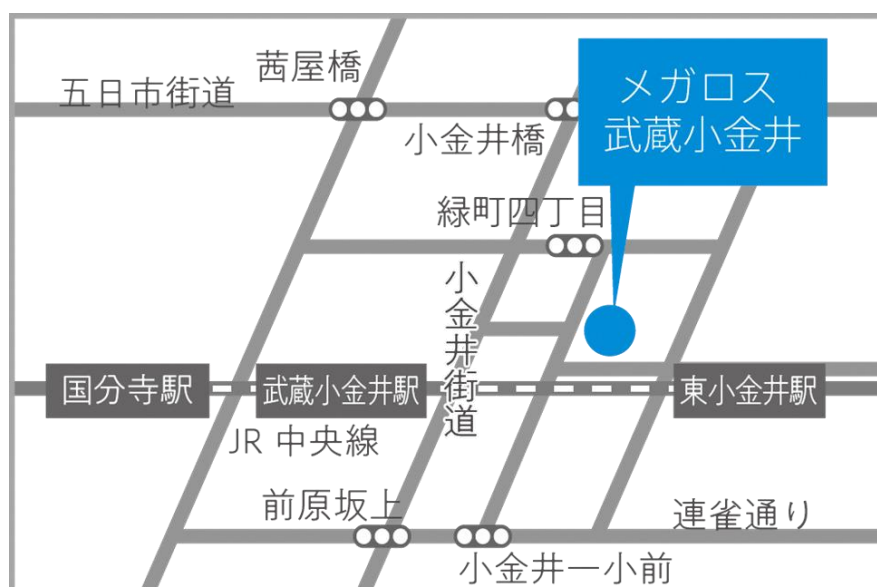 茜屋橋
五日市街道
小金井橋
メガロス
武蔵小金井
緑町四丁目
小金井街道
国分寺駅
武蔵小金井駅
東小金井駅
JR 中央線
前原坂上
連雀通り
小金井一小前